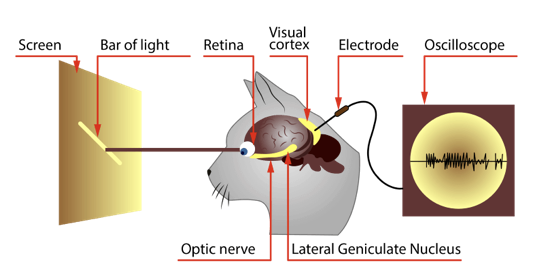 Screen
Bar of light
Retina
Visual
cortex
Electrode
Oscilloscope
Optic nerve
Lateral Geniculate Nucleus